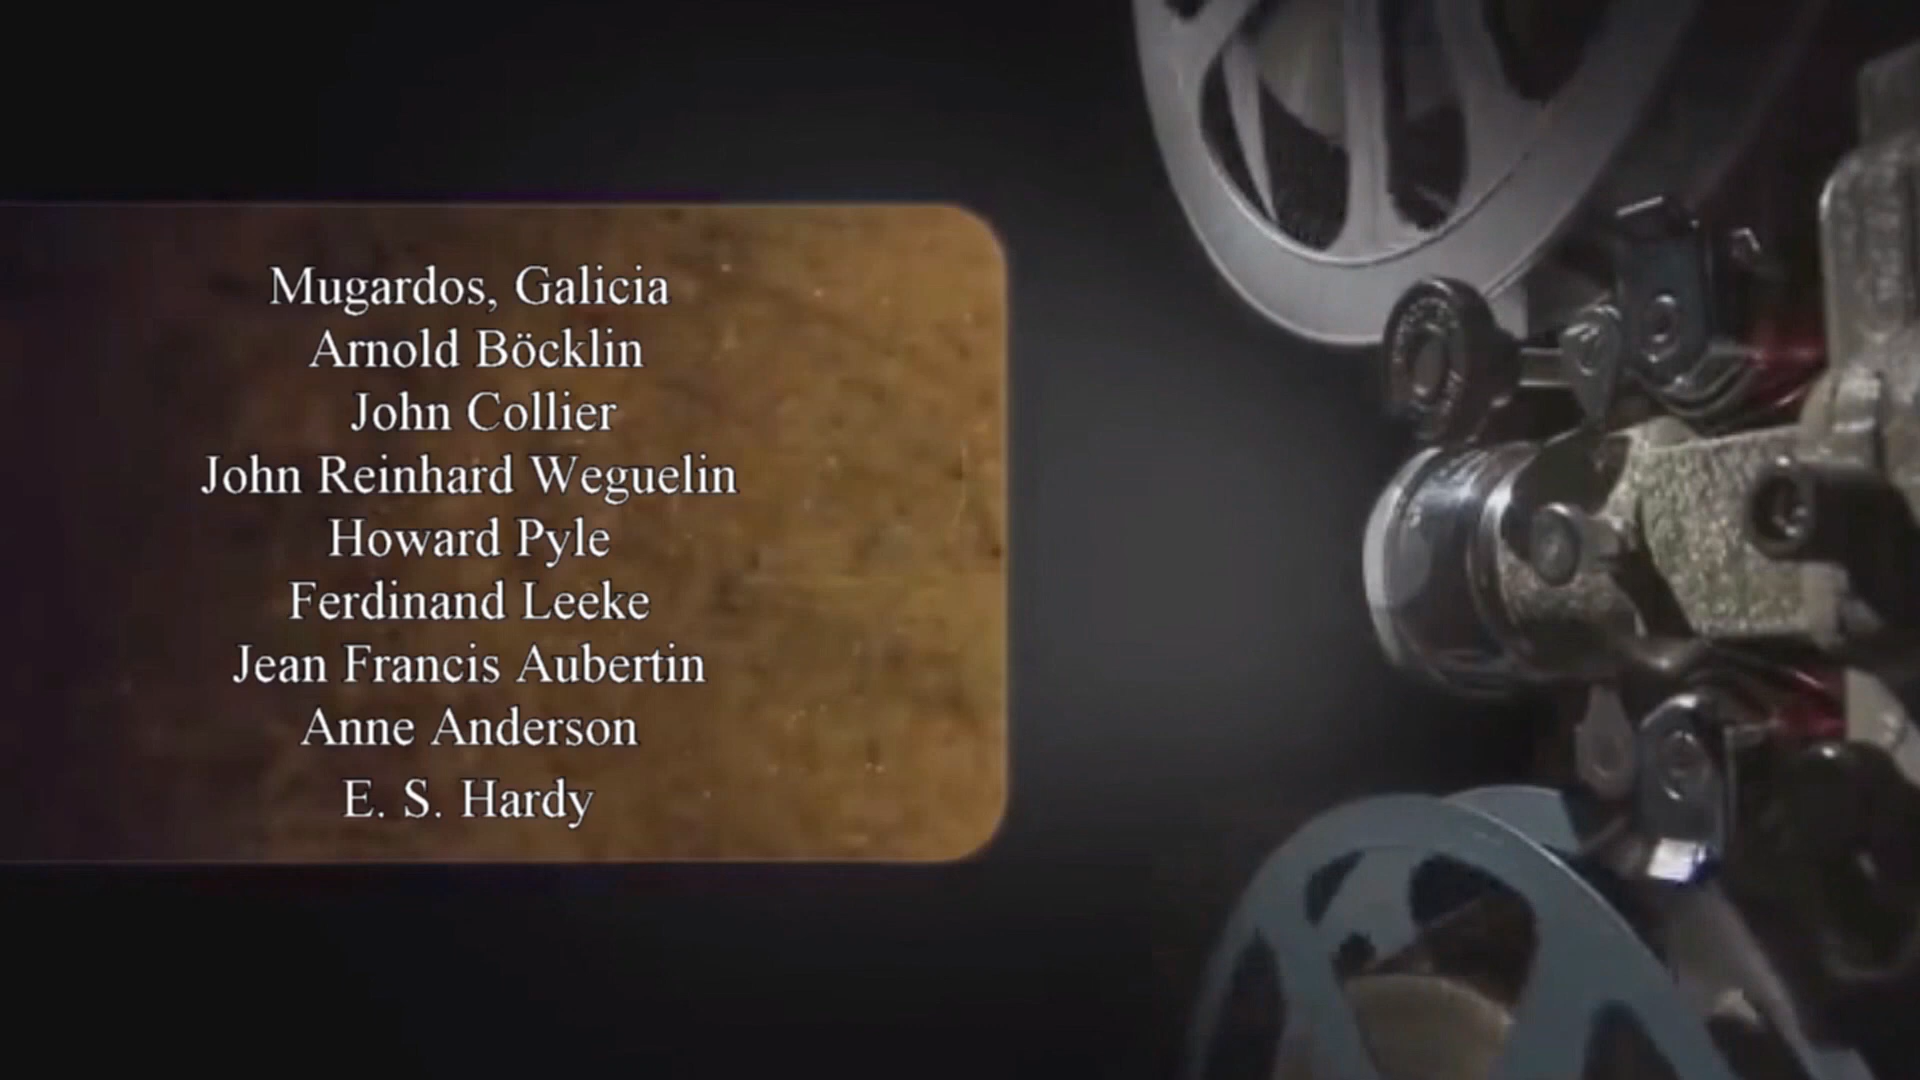 Mugardos, Galicia
Arnold Böcklin
John Collier
John Reinhard Weguelin
Howard Pyle
Ferdinand Leeke
Jean Francis Aubertin
Anne Anderson
E. S. Hardy